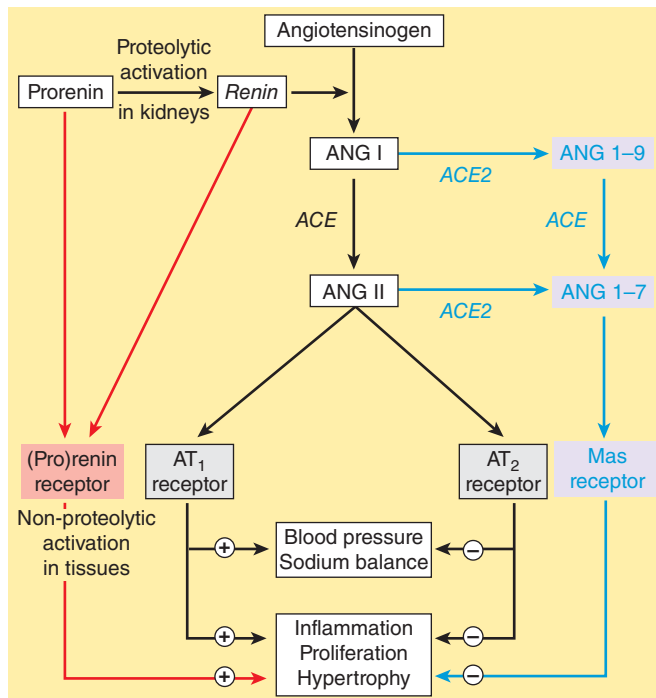 Angiotensinogen
Proteolytic
activation
in kidneys
Prorenin
Renin
ANG I
ACE2
ANG 1–9
ACE
ACE
ANG II
ACE2
ANG 1–7
(Pro)renin
receptor
AT1
receptor
AT2
receptor
Mas
receptor
Non-proteolytic
activation
in tissues
+
Blood pressure
Sodium balance
–
+
Inflammation
Proliferation
Hypertrophy
–
+
–